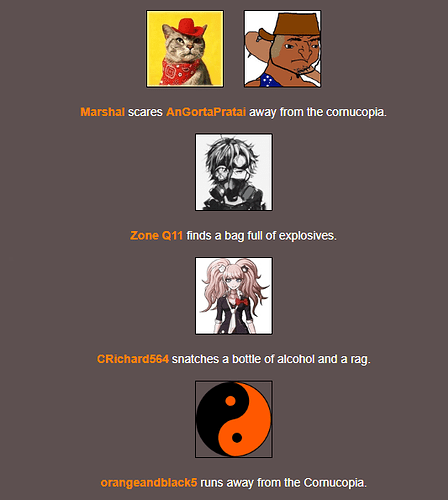 Marshal scares AnGortaPratai away from the cornucopia.
Zone Q11 finds a bag full of explosives.
CRichard564 snatches a bottle of alcohol and a rag.
orangeandblack5 runs away from the Cornucopia.